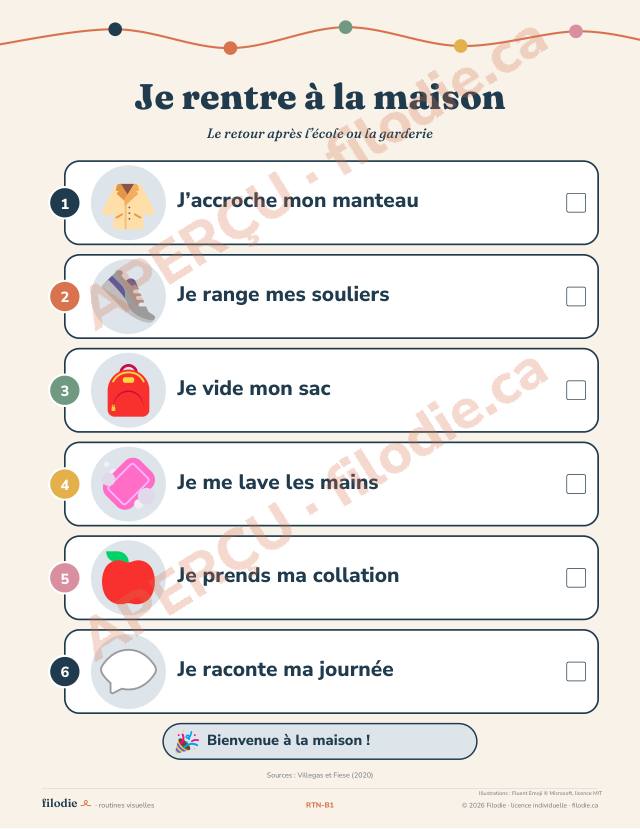 Je rentre à la maison
Le retour après l'école ou la garderie
1 J'accroche mon manteau
2 Je range mes souliers
3 Je vide mon sac
4 Je me lave les mains
5 Je prends ma collation
6 Je raconte ma journée
Bienvenue à la maison !
Sources : Villegas et Fiese (2020)
Illustrations : Fluent Emoji © Microsoft, licence MIT
filodie · routines visuelles RTN-B1 © 2026 Filodie · licence individuelle · filodie.ca
APERÇU · filodie.ca
APERÇU · filodie.ca